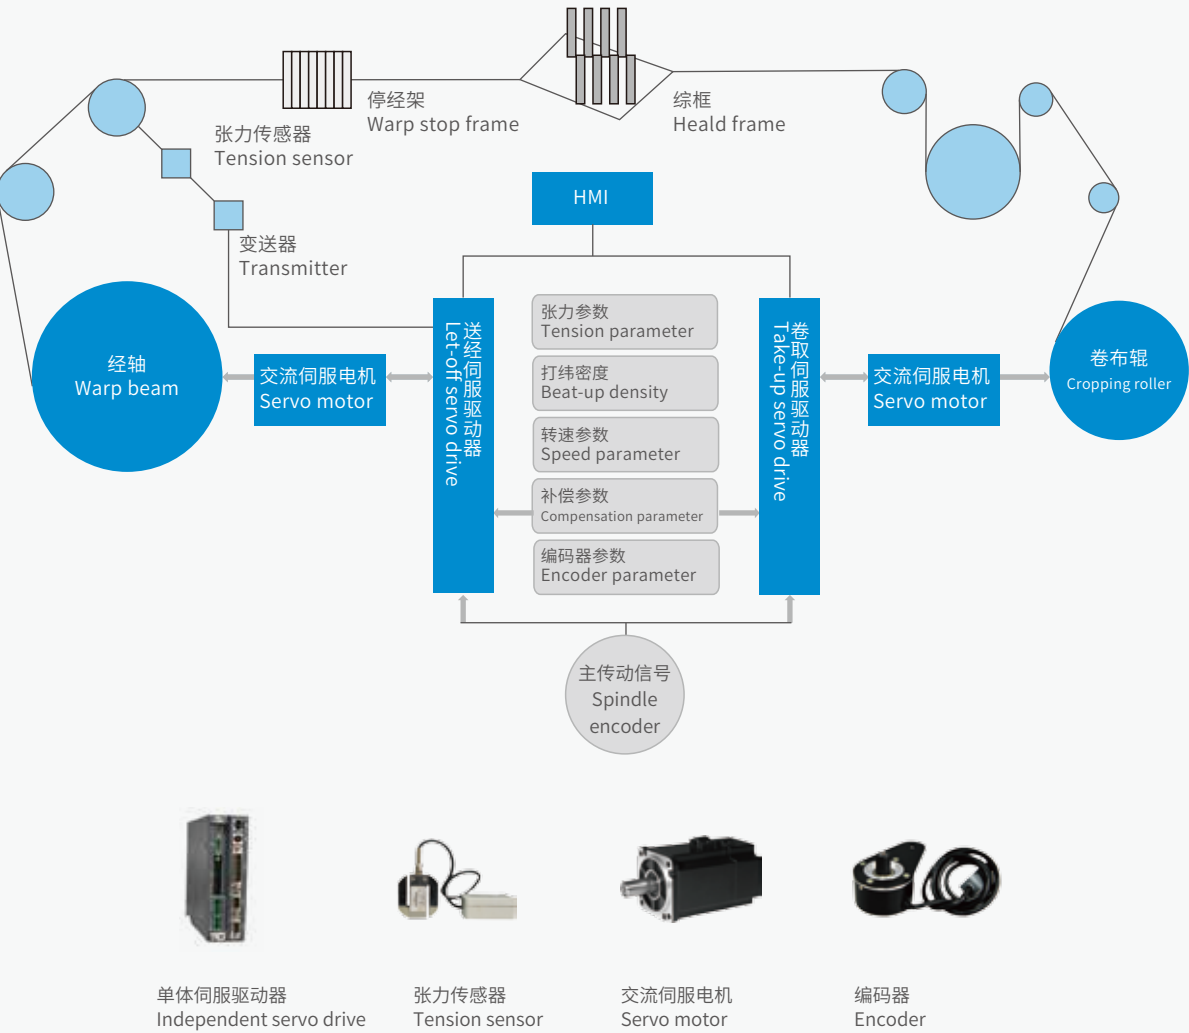 停经架
Warp stop frame
综框
Heald frame
张力传感器
Tension sensor
HMI
变送器
Transmitter
经轴
Warp beam
交流伺服电机
Servo motor
送经伺服驱动器
Let-off servo drive
张力参数
Tension parameter
打纬密度
Beat-up density
转速参数
Speed parameter
补偿参数
Compensation parameter
编码器参数
Encoder parameter
卷取伺服驱动器
Take-up servo drive
交流伺服电机
Servo motor
卷布辊
Cropping roller
主传动信号
Spindle
encoder
单体伺服驱动器
Independent servo drive
张力传感器
Tension sensor
交流伺服电机
Servo motor
编码器
Encoder